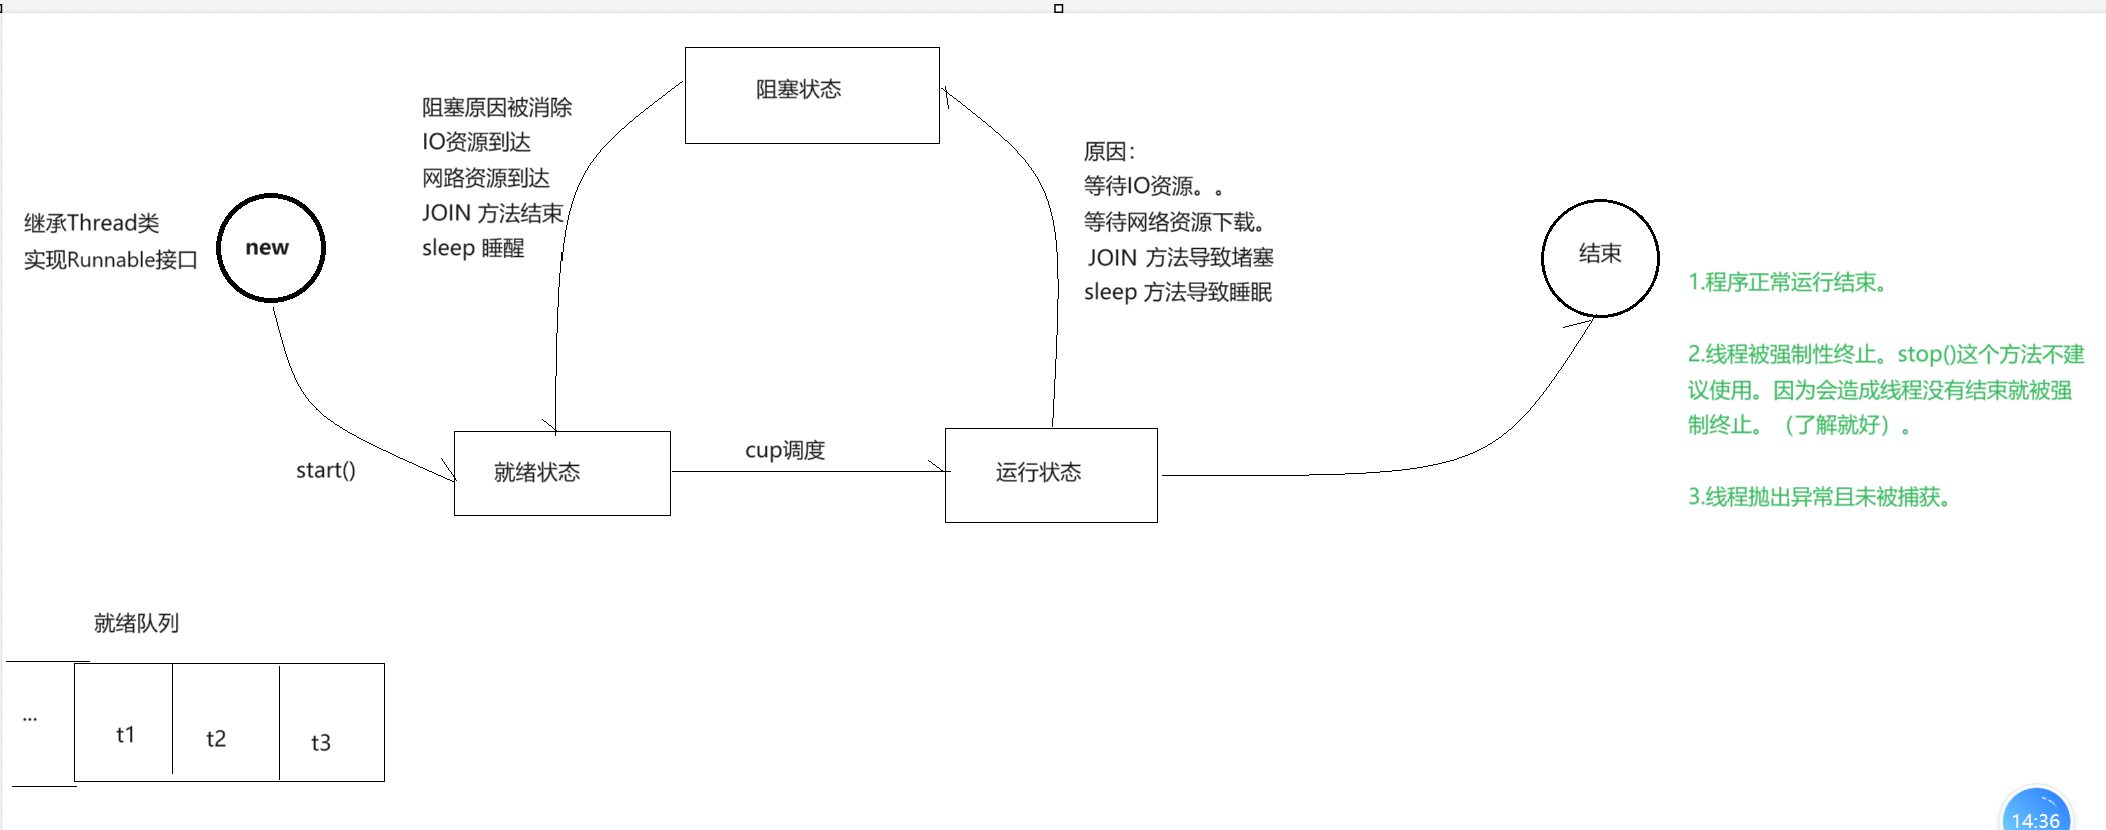 阻塞状态
阻塞原因被消除
IO资源到达
网路资源到达
JOIN 方法结束
sleep 睡醒
原因：
等待IO资源。。
等待网络资源下载。
JOIN 方法导致堵塞
sleep 方法导致睡眠
继承Thread类
实现Runnable接口
new
结束
1.程序正常运行结束。
2.线程被强制性终止。stop()这个方法不建
议使用。因为会造成线程没有结束就被强
制终止。（了解就好）。
3.线程抛出异常且未被捕获。
start()
就绪状态
cup调度
运行状态
就绪队列
...
t1
t2
t3
14:36